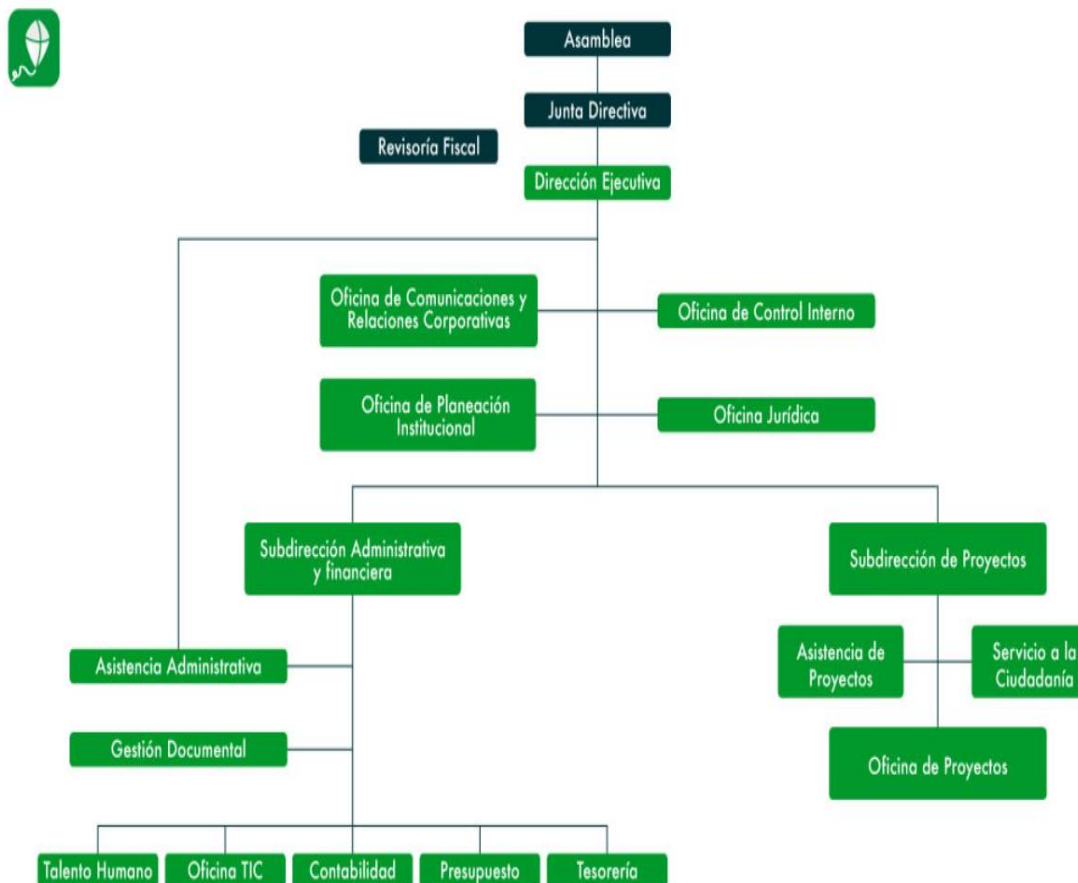 Asamblea
Junta Directiva
Revisoría Fiscal
Dirección Ejecutiva
Oficina de Comunicaciones y
Relaciones Corporativas
Oficina de Control Interno
Oficina de Planeación
Institucional
Oficina Jurídica
Subdirección Administrativa
y financiera
Subdirección de Proyectos
Asistencia Administrativa
Asistencia de
Proyectos
Servicio a la
Ciudadanía
Gestión Documental
Oficina de Proyectos
Talento Humano
Oficina TIC
Contabilidad
Presupuesto
Tesorería